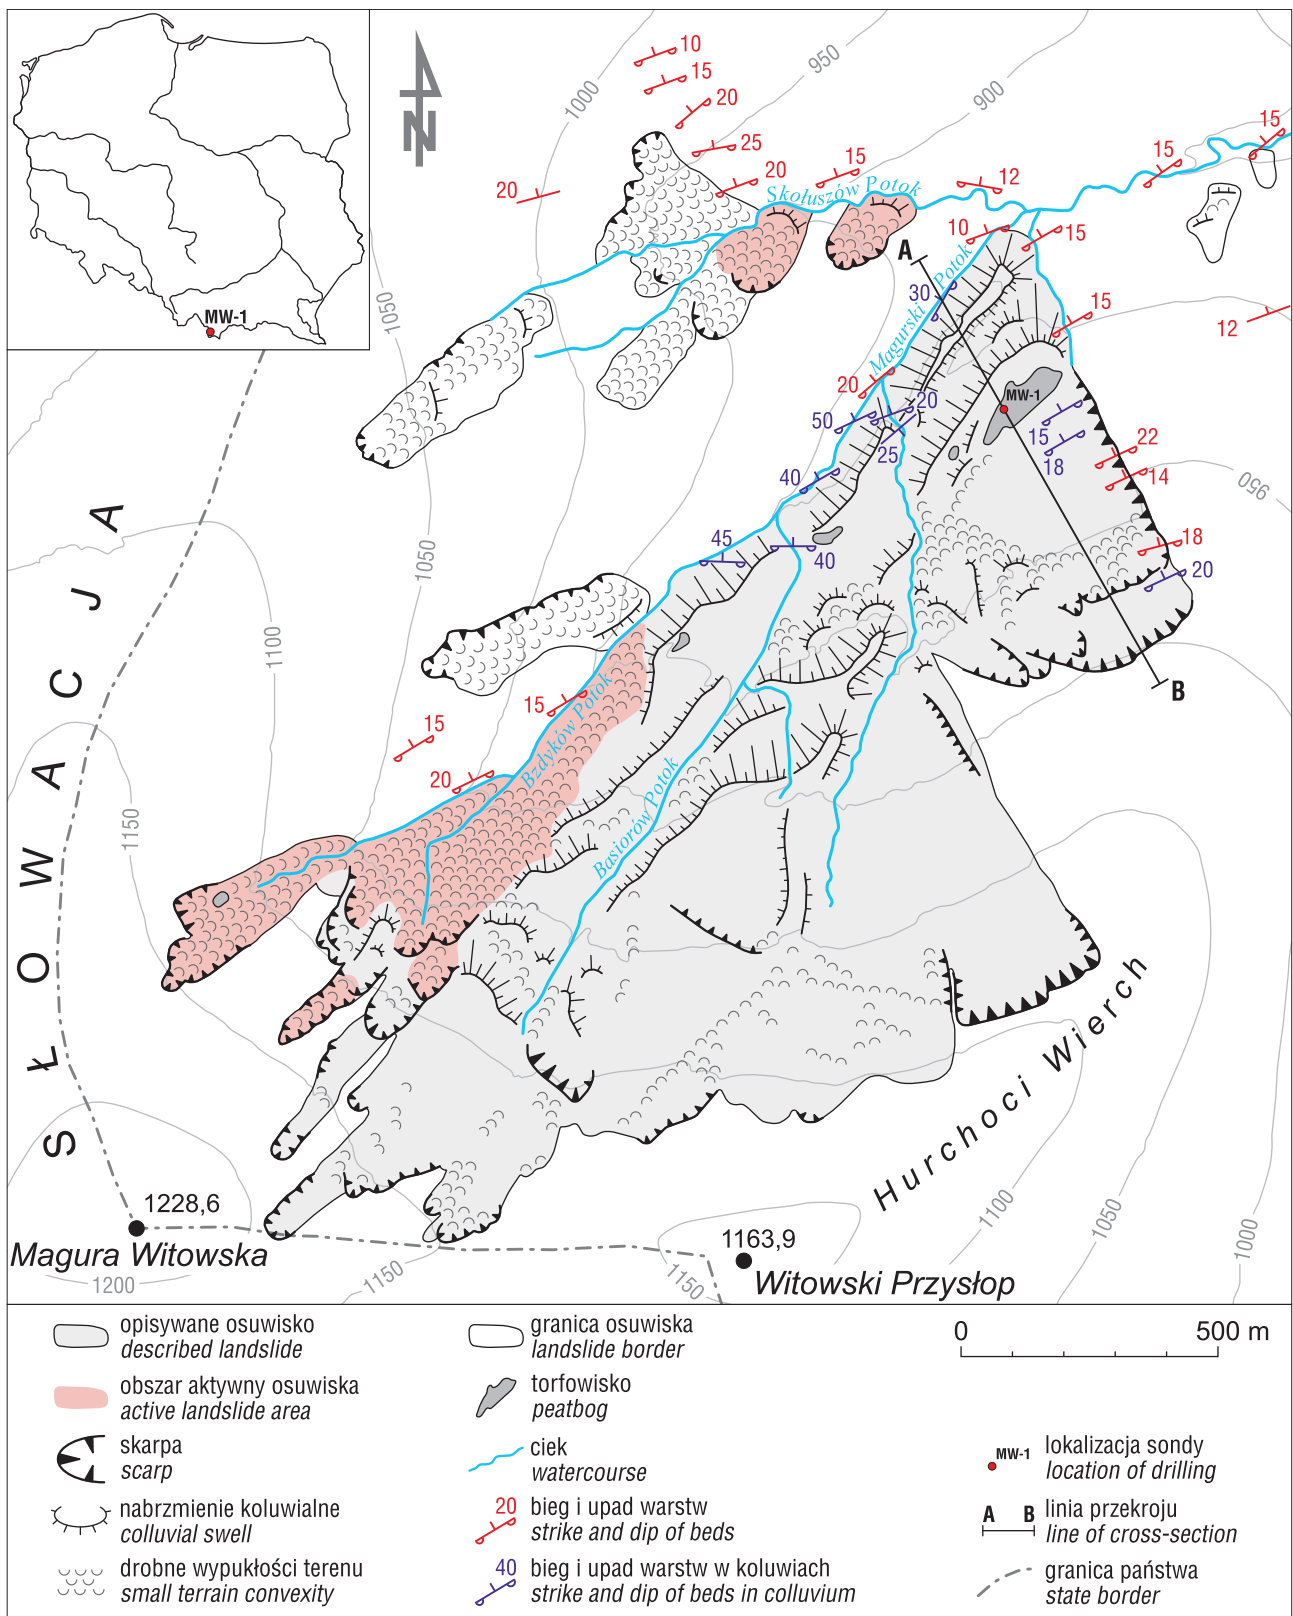 MW-1
N
10
15
20
25
20
15
20
12
15
15
1000
950
900
Skołuszów Potok
10
15
A
Magurski Potok
30
15
12
1050
20
MW-1
20
50
25
15
18
22
14
40
950
45
40
18
20
1050
1100
B
15
15
Bzdyków Potok
20
Basiorów Potok
1150
SŁOWACJA
Hurchoci Wierch
1228,6
Magura Witowska
1200
1150
1163,9
1150
Witowski Przysłop
1100
1050
1000
opisywane osuwisko
described landslide
obszar aktywny osuwiska
active landslide area
skarpa
scarp
nabrzmienie koluwialne
colluvial swell
drobne wypukłości terenu
small terrain convexity
granica osuwiska
landslide border
torfowisko
peatbog
ciek
watercourse
20
bieg i upad warstw
strike and dip of beds
40
bieg i upad warstw w koluwiach
strike and dip of beds in colluvium
0 500 m
MW-1
lokalizacja sondy
location of drilling
A B
linia przekroju
line of cross-section
granica państwa
state border